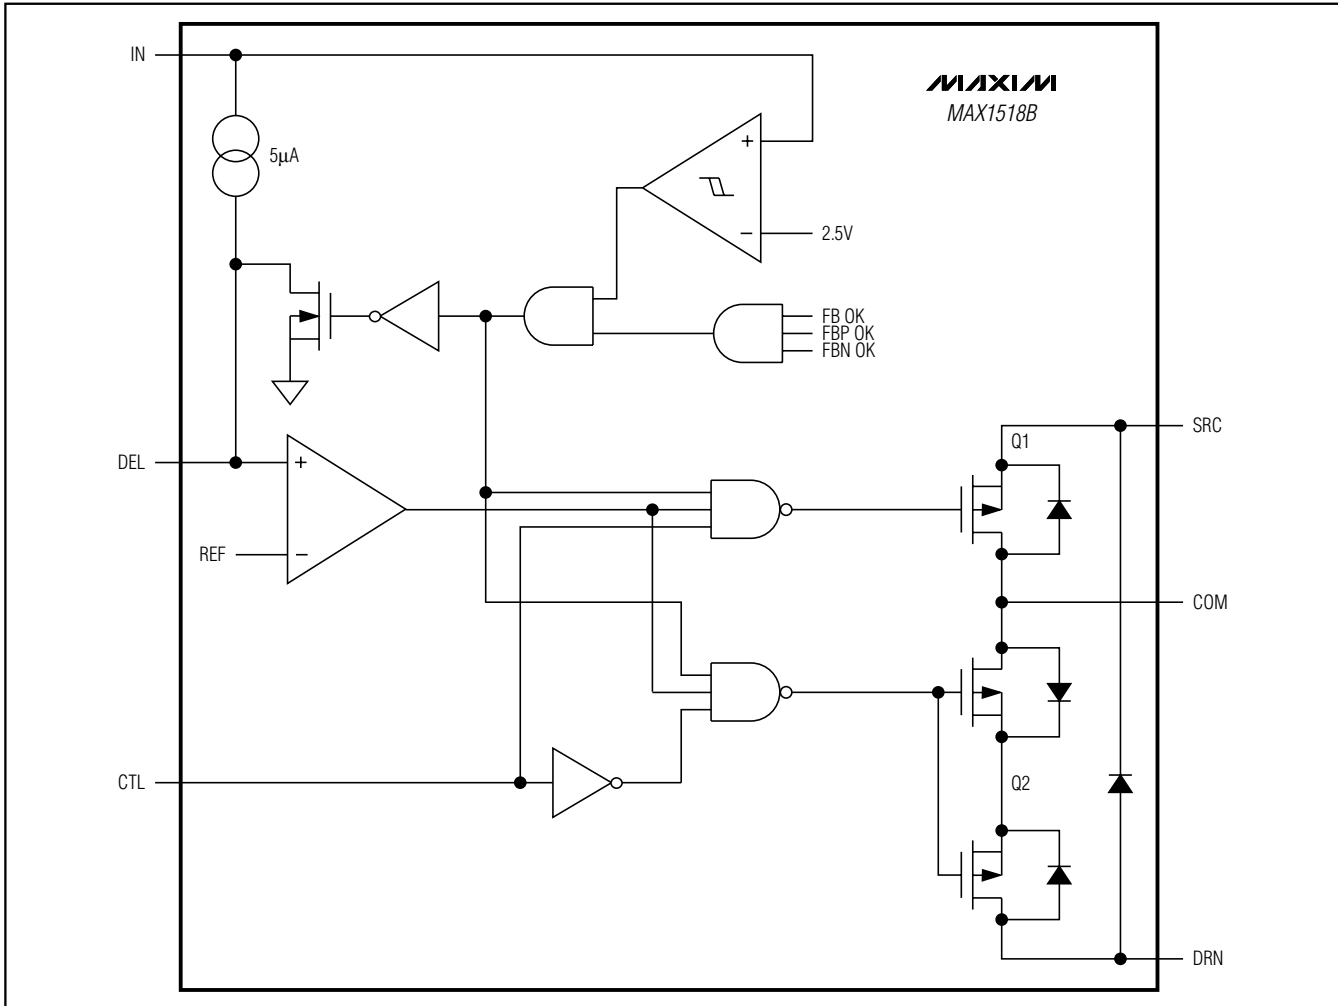 IN
MAXIM
MAX1518B
+
5µA
−
2.5V
FB OK
FBP OK
FBN OK
SRC
Q1
DEL
+
REF
−
COM
CTL
Q2
DRN